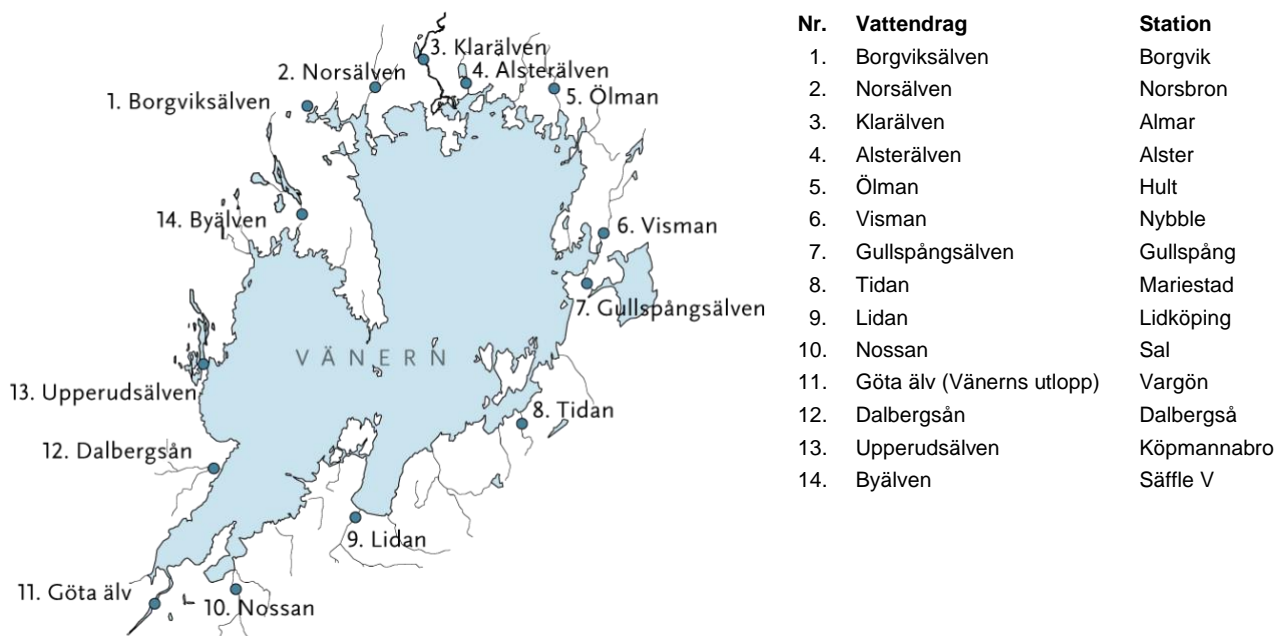 3. Klarälven
2. Norsälven
4. Alsterälven
1. Borgviksälven
5. Ölman
14. Byälven
6. Visman
7. Gullspångsälven
VÄNERN
13. Upperudsälven
8. Tidan
12. Dalbergsån
9. Lidan
11. Göta älv
10. Nossan
Nr. Vattendrag Station
1. Borgviksälven Borgvik
2. Norsälven Norsbron
3. Klarälven Almar
4. Alsterälven Alster
5. Ölman Hult
6. Visman Nybble
7. Gullspångsälven Gullspång
8. Tidan Mariestad
9. Lidan Lidköping
10. Nossan Sal
11. Göta älv (Vänerns utlopp) Vargön
12. Dalbergsån Dalbergså
13. Upperudsälven Köpmannabro
14. Byälven Säffle V